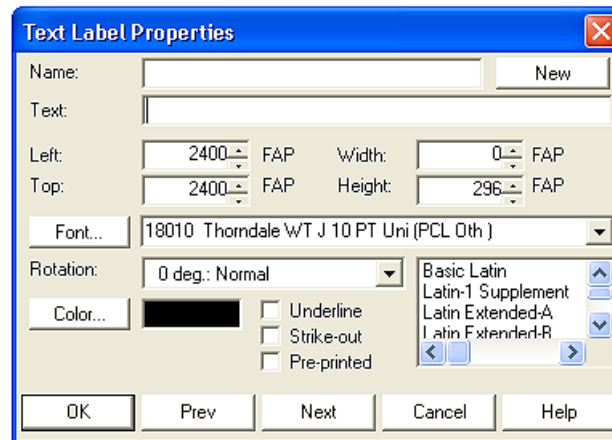 Text Label Properties
Name: New
Text:
Left: 2400 FAP Width: 0 FAP
Top: 2400 FAP Height: 296 FAP
Font... 18010 Thorndale WT J 10 PT Uni (PCL Oth )
Rotation: 0 deg.: Normal Basic Latin
Latin-1 Supplement
Color... Underline Latin Extended-A
Strike-out Latin Extended-B
Pre-printed
OK Prev Next Cancel Help